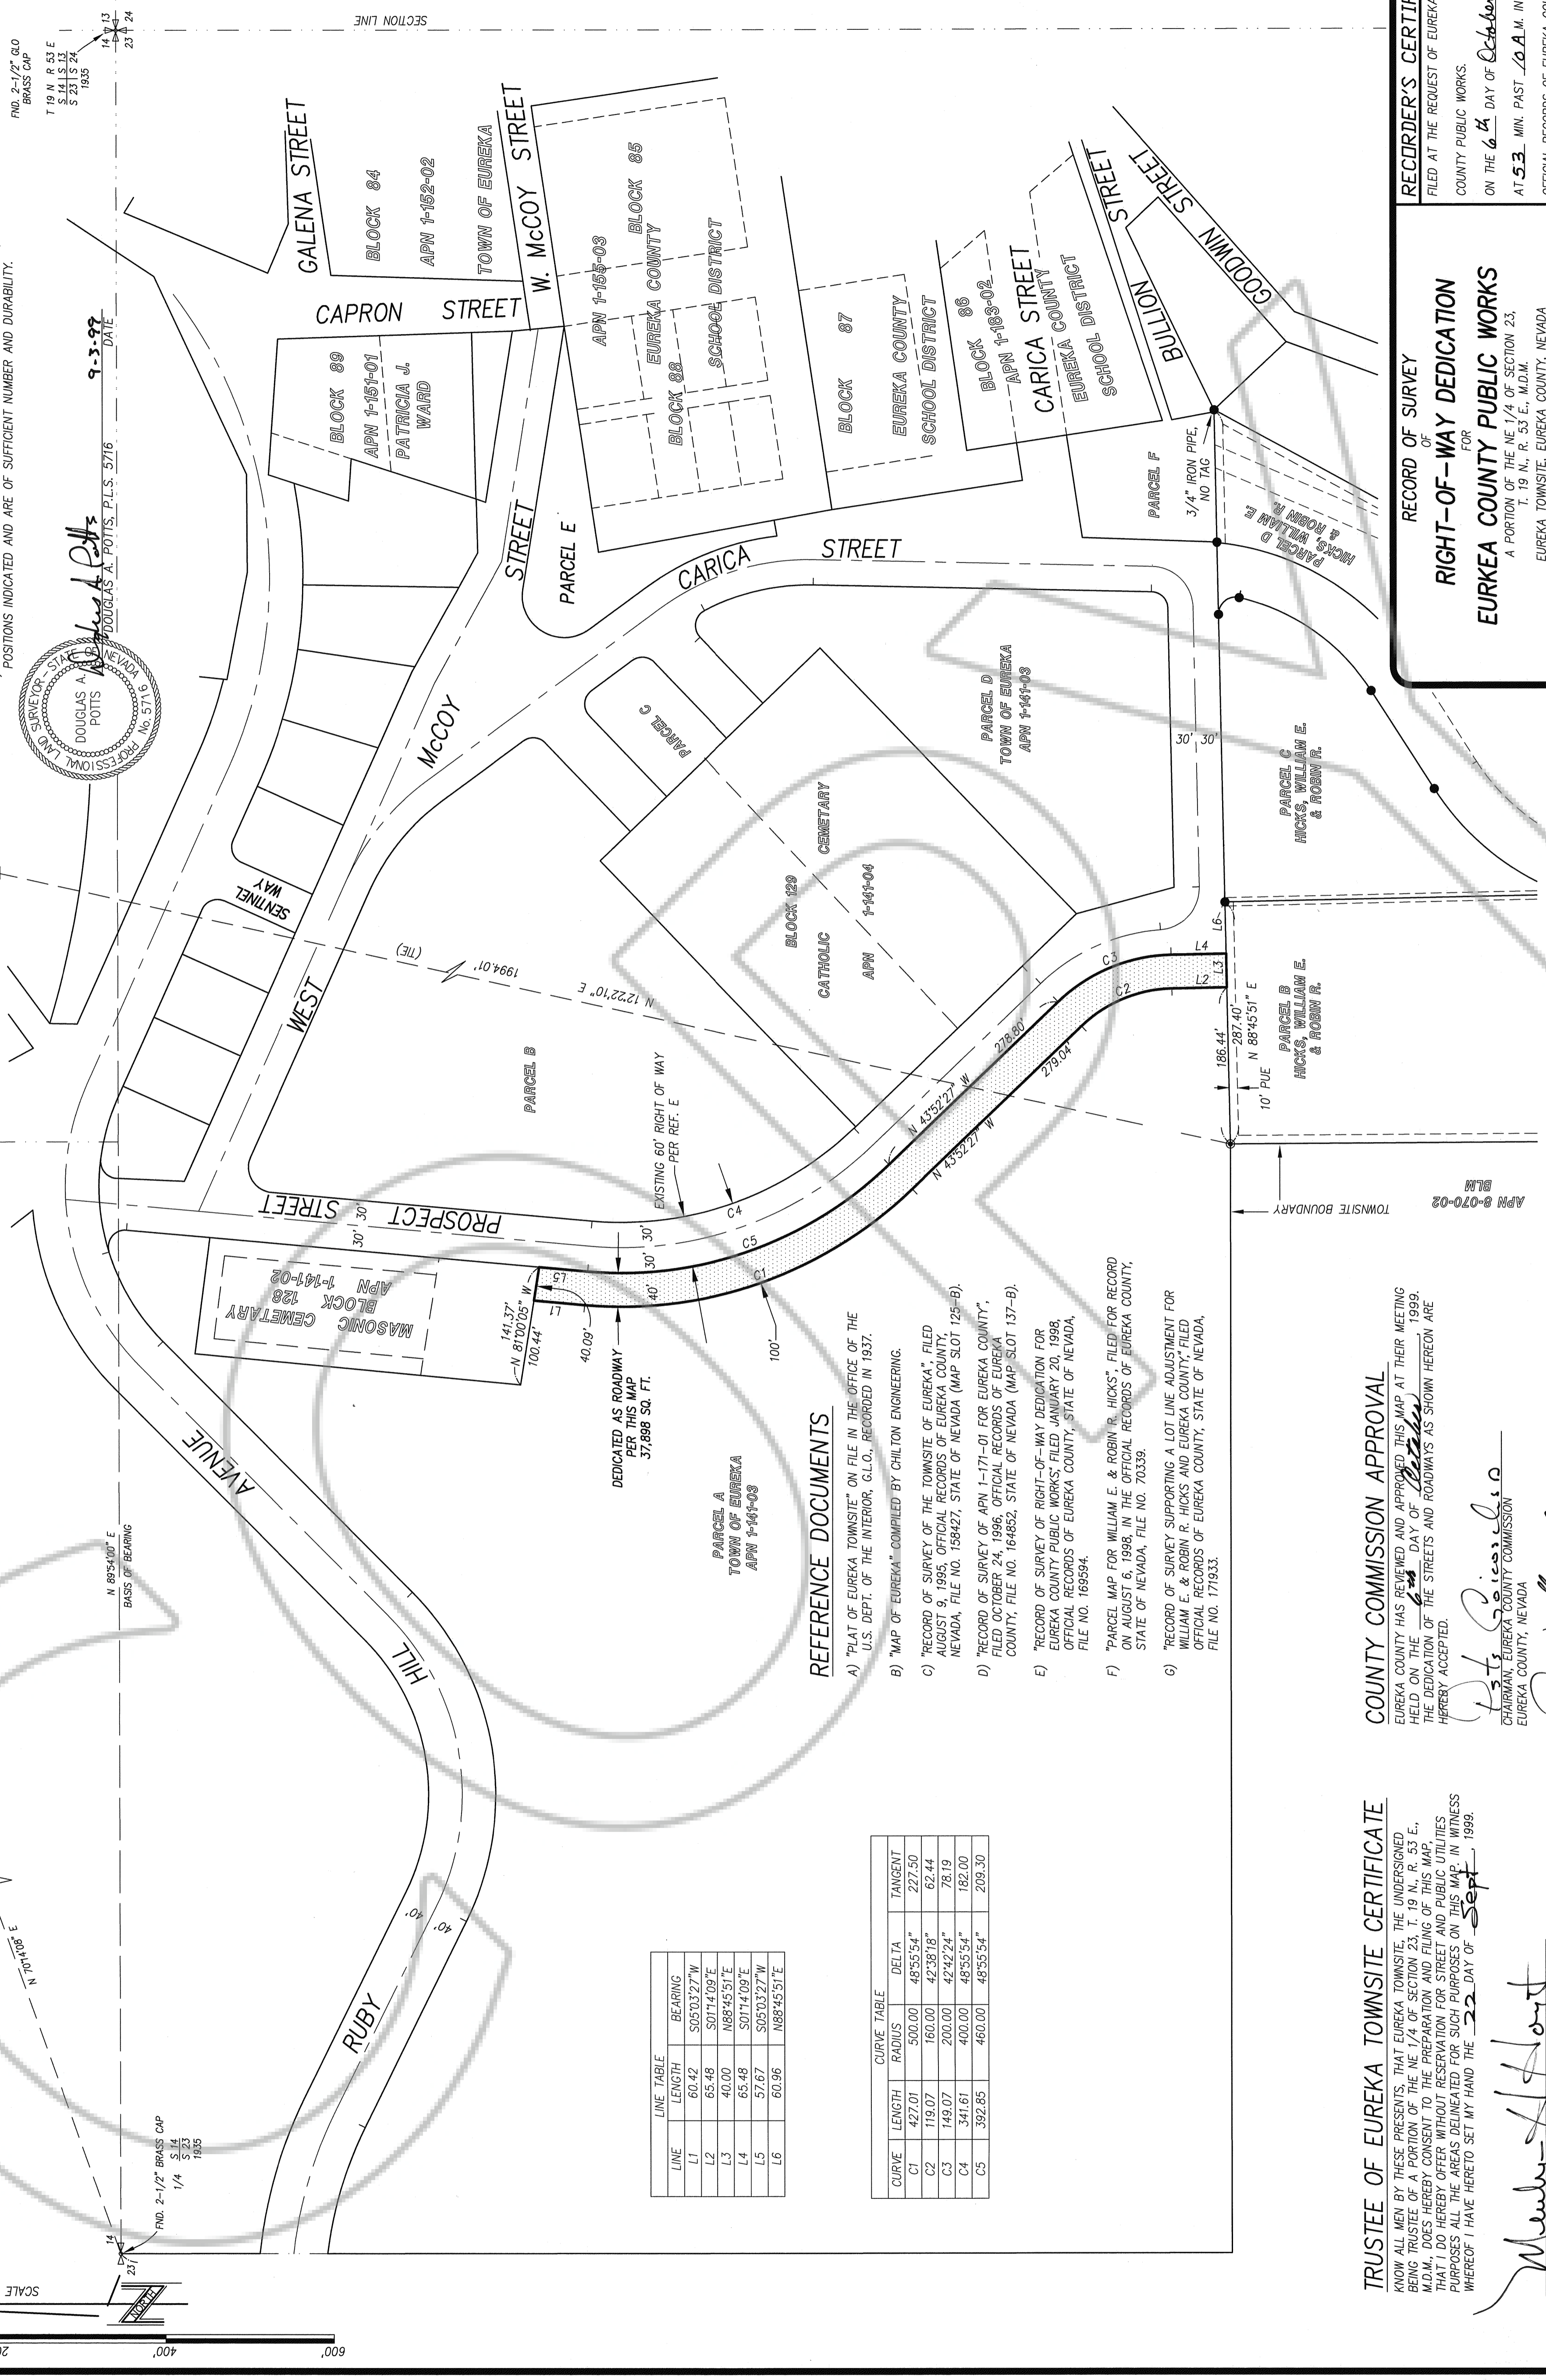 POSITIONS INDICATED AND ARE OF SUFFICIENT NUMBER AND DURABILITY.
DOUGLAS A. POTTS, P.L.S. 5716
DATE
9-3-99
PROFESSIONAL LAND SURVEYOR - STATE OF NEVADA
DOUGLAS A.
POTTS
No. 5716
FND. 2-1/2" GLO
BRASS CAP
T 19 N R 53 E
S 14 | S 13
S 23 | S 24
1935
14 13
23 24
SECTION LINE
FND. 2-1/2" BRASS CAP
1/4 S 14
S 23
1935
14
23
N 70°14'08" E
N 89°54'00" E
BASIS OF BEARING
SCALE
NORTH
400'
600'
GALENA STREET
BLOCK 84
APN 1-152-02
TOWN OF EUREKA
CAPRON STREET
W. McCOY STREET
BLOCK 89
APN 1-151-01
PATRICIA J.
WARD
APN 1-155-03
BLOCK 85
EUREKA COUNTY
BLOCK 88
SCHOOL DISTRICT
BLOCK 87
EUREKA COUNTY
SCHOOL DISTRICT
BLOCK 86
APN 1-163-02
CARICA STREET
EUREKA COUNTY
SCHOOL DISTRICT
BULLION STREET
GOODWIN STREET
PARCEL F
3/4" IRON PIPE,
NO TAG
PARCEL D
HICKS, WILLIAM E.
& ROBIN R.
WEST McCOY STREET
PARCEL E
CARICA STREET
SENTINEL
WAY
PARCEL C
PARCEL D
TOWN OF EUREKA
APN 1-141-03
30' 30'
BLOCK 129
CATHOLIC CEMETARY
APN 1-141-04
(TIE)
1994.01'
N 12°22'10" E
PARCEL B
EXISTING 60' RIGHT OF WAY
PER REF. E
PROSPECT STREET
30' 30'
30' 30'
40'
MASONIC CEMETARY
BLOCK 128
APN 1-141-02
141.37'
N 81°00'05" W
100.44'
40.09'
100'
L1
L5
C1
C5
C4
N 43°52'27" W
278.80'
N 43°52'27" W
279.04'
C2
C3
L2
L3
L4
L6
186.44'
287.40'
N 88°45'51" E
10' PUE
PARCEL B
HICKS, WILLIAM E.
& ROBIN R.
PARCEL C
HICKS, WILLIAM E.
& ROBIN R.
TOWNSITE BOUNDARY
APN 8-070-02
BLM
DEDICATED AS ROADWAY
PER THIS MAP
37,898 SQ. FT.
PARCEL A
TOWN OF EUREKA
APN 1-141-03
RUBY HILL AVENUE
40' 40'
REFERENCE DOCUMENTS
A) "PLAT OF EUREKA TOWNSITE" ON FILE IN THE OFFICE OF THE
U.S. DEPT. OF THE INTERIOR, G.L.O., RECORDED IN 1937.
B) "MAP OF EUREKA" COMPILED BY CHILTON ENGINEERING.
C) "RECORD OF SURVEY OF THE TOWNSITE OF EUREKA", FILED
AUGUST 9, 1995, OFFICIAL RECORDS OF EUREKA COUNTY,
NEVADA, FILE NO. 158427, STATE OF NEVADA (MAP SLOT 125-B).
D) "RECORD OF SURVEY OF APN 1-171-01 FOR EUREKA COUNTY",
FILED OCTOBER 24, 1996, OFFICIAL RECORDS OF EUREKA
COUNTY, FILE NO. 164852, STATE OF NEVADA (MAP SLOT 137-B).
E) "RECORD OF SURVEY OF RIGHT-OF-WAY DEDICATION FOR
EUREKA COUNTY PUBLIC WORKS", FILED JANUARY 20, 1998,
OFFICIAL RECORDS OF EUREKA COUNTY, STATE OF NEVADA,
FILE NO. 169594.
F) "PARCEL MAP FOR WILLIAM E. & ROBIN R. HICKS", FILED FOR RECORD
ON AUGUST 6, 1998, IN THE OFFICIAL RECORDS OF EUREKA COUNTY,
STATE OF NEVADA, FILE NO. 70339.
G) "RECORD OF SURVEY SUPPORTING A LOT LINE ADJUSTMENT FOR
WILLIAM E. & ROBIN R. HICKS AND EUREKA COUNTY," FILED
OFFICIAL RECORDS OF EUREKA COUNTY, STATE OF NEVADA,
FILE NO. 171933.
LINE TABLE
LINE LENGTH BEARING
L1 60.42 S05°03'27"W
L2 65.48 S01°14'09"E
L3 40.00 N88°45'51"E
L4 65.48 S01°14'09"E
L5 57.67 S05°03'27"W
L6 60.96 N88°45'51"E
CURVE TABLE
CURVE LENGTH RADIUS DELTA TANGENT
C1 427.01 500.00 48°55'54" 227.50
C2 119.07 160.00 42°38'18" 62.44
C3 149.07 200.00 42°42'24" 78.19
C4 341.61 400.00 48°55'54" 182.00
C5 392.85 460.00 48°55'54" 209.30
TRUSTEE OF EUREKA TOWNSITE CERTIFICATE
KNOW ALL MEN BY THESE PRESENTS, THAT EUREKA TOWNSITE, THE UNDERSIGNED
BEING TRUSTEE OF A PORTION OF THE NE 1/4 OF SECTION 23, T. 19 N., R. 53 E.,
M.D.M., DOES HEREBY CONSENT TO THE PREPARATION AND FILING OF THIS MAP,
THAT I DO HEREBY OFFER WITHOUT RESERVATION FOR STREET AND PUBLIC UTILITIES
PURPOSES ALL THE AREAS DELINEATED FOR SUCH PURPOSES ON THIS MAP. IN WITNESS
WHEREOF I HAVE HERETO SET MY HAND THE 22 DAY OF Sept, 1999.
COUNTY COMMISSION APPROVAL
EUREKA COUNTY HAS REVIEWED AND APPROVED THIS MAP AT THEIR MEETING
HELD ON THE 6th DAY OF October, 1999.
THE DEDICATION OF THE STREETS AND ROADWAYS AS SHOWN HEREON ARE
HEREBY ACCEPTED.
CHAIRMAN, EUREKA COUNTY COMMISSION
EUREKA COUNTY, NEVADA
RECORD OF SURVEY
OF
RIGHT-OF-WAY DEDICATION
FOR
EURKEA COUNTY PUBLIC WORKS
A PORTION OF THE NE 1/4 OF SECTION 23,
T. 19 N., R. 53 E., M.D.M.
EUREKA TOWNSITE, EUREKA COUNTY, NEVADA
RECORDER'S CERTIF
FILED AT THE REQUEST OF EUREKA
COUNTY PUBLIC WORKS.
ON THE 6th DAY OF October
AT 53 MIN. PAST 10 A M. IN